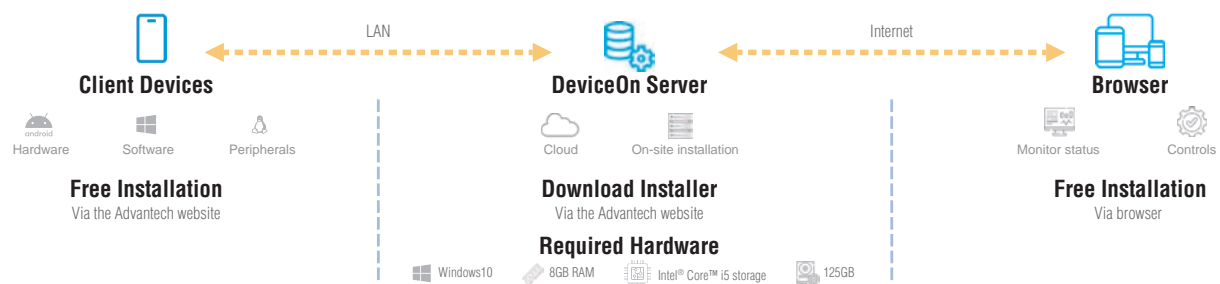 LAN
Internet
Client Devices
DeviceOn Server
Browser
android
Hardware
Software
Peripherals
Cloud
On-site installation
Monitor status
Controls
Free Installation
Via the Advantech website
Download Installer
Via the Advantech website
Free Installation
Via browser
Required Hardware
Windows10
8GB RAM
Intel® Core™ i5 storage
125GB